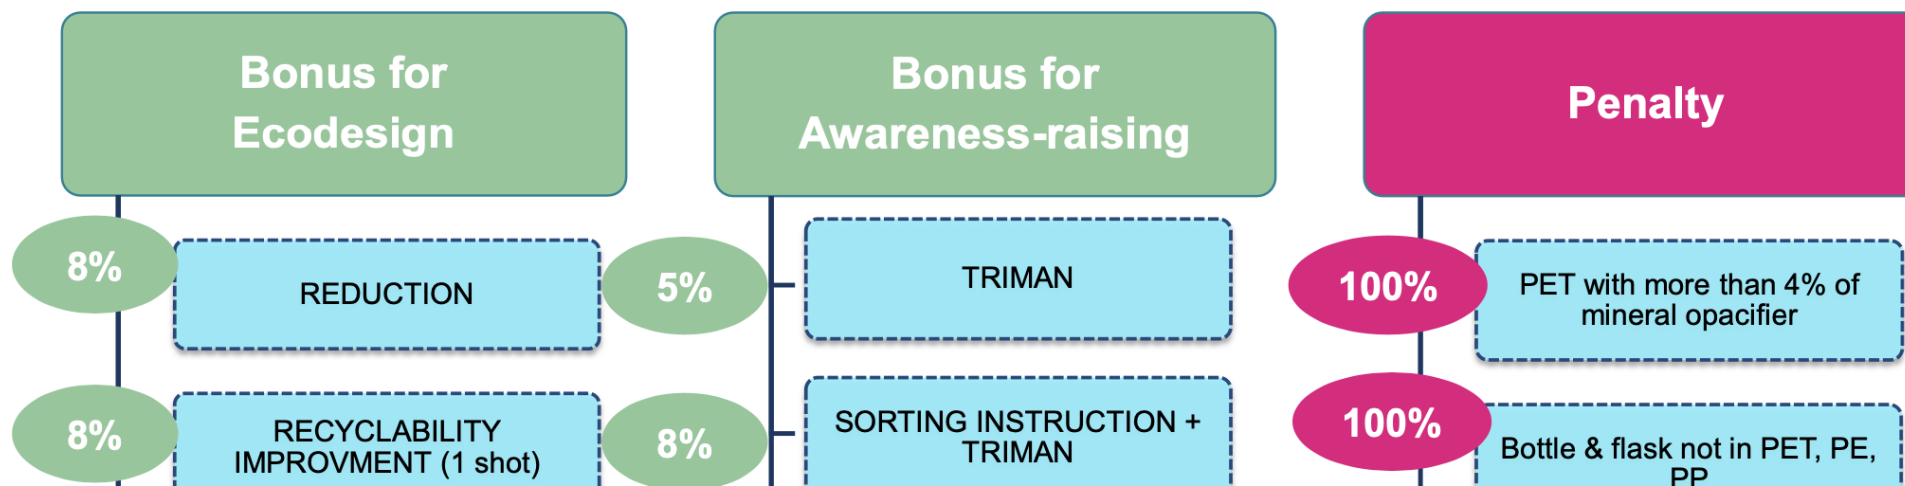 Bonus for
Ecodesign
8%
REDUCTION
8%
RECYCLABILITY
IMPROVMENT (1 shot)
Bonus for
Awareness-raising
5%
TRIMAN
8%
SORTING INSTRUCTION +
TRIMAN
Penalty
100%
PET with more than 4% of
mineral opacifier
100%
Bottle & flask not in PET, PE,
PP